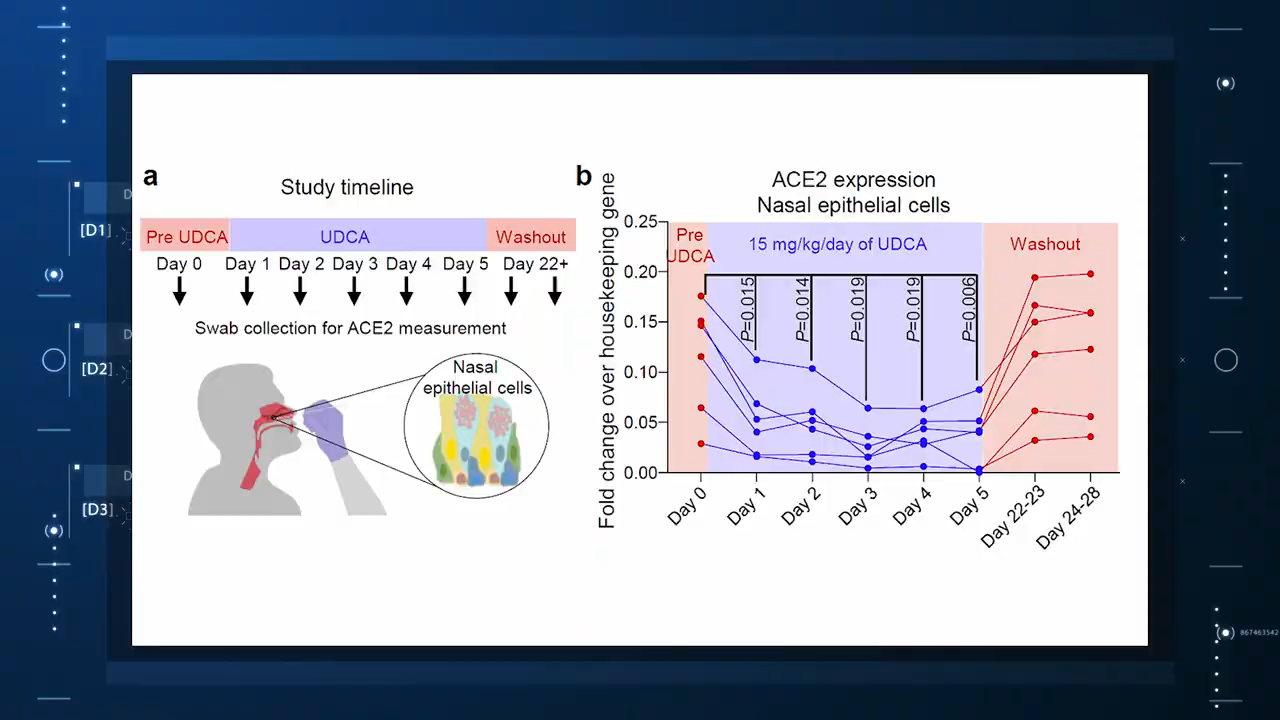 a
Study timeline
Pre UDCA
UDCA
Washout
Day 0
Day 1
Day 2
Day 3
Day 4
Day 5
Day 22+
Swab collection for ACE2 measurement
Nasal
epithelial cells
b
ACE2 expression
Nasal epithelial cells
Fold change over housekeeping gene
0.25
0.20
0.15
0.10
0.05
0.00
Pre
UDCA
15 mg/kg/day of UDCA
Washout
P=0.015
P=0.014
P=0.019
P=0.019
P=0.006
Day 0
Day 1
Day 2
Day 3
Day 4
Day 5
Day 22-23
Day 24-28
D
[D1]
D
[D2]
D
[D3]
867463542